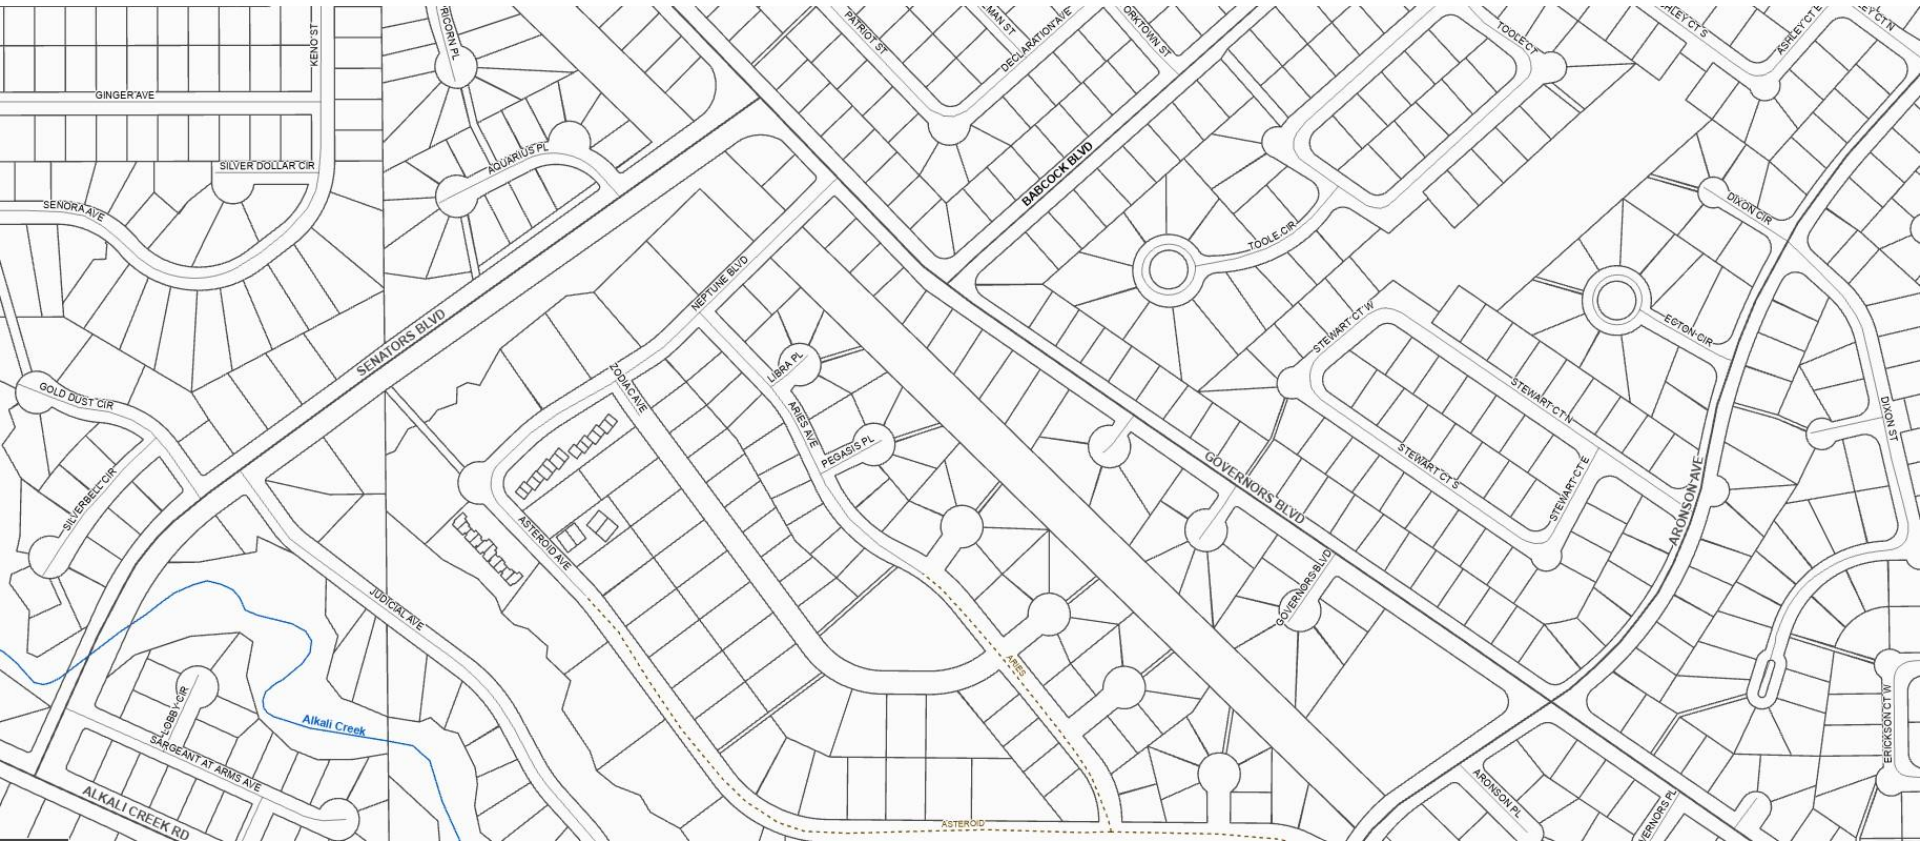 KENO ST
PATRIOT ST
DECLARATION AVE
TOOLE CT
ASHLEY CT E
GINGER AVE
AQUARIUS PL
SILVER DOLLAR CIR
BABCOCK BLVD
SENORA AVE
DIXON CIR
TOOLE CIR
NEPTUNE BLVD
SENATORS BLVD
STEWART CT W
ECTON CIR
LIBRA PL
ZODIAC AVE
GOLD DUST CIR
STEWART CT N
ARIES AVE
DIXON ST
PEGASIS PL
GOVERNORS BLVD
STEWART CT S
STEWART CT E
SILVERBELL CIR
ARONSON AVE
ASTEROID AVE
GOVERNORS BLVD
JUDICIAL AVE
ARIES
LOBBY CIR
Alkali Creek
ERICKSON CT W
SARGEANT AT ARMS AVE
ARONSON PL
ALKALI CREEK RD
ASTEROID